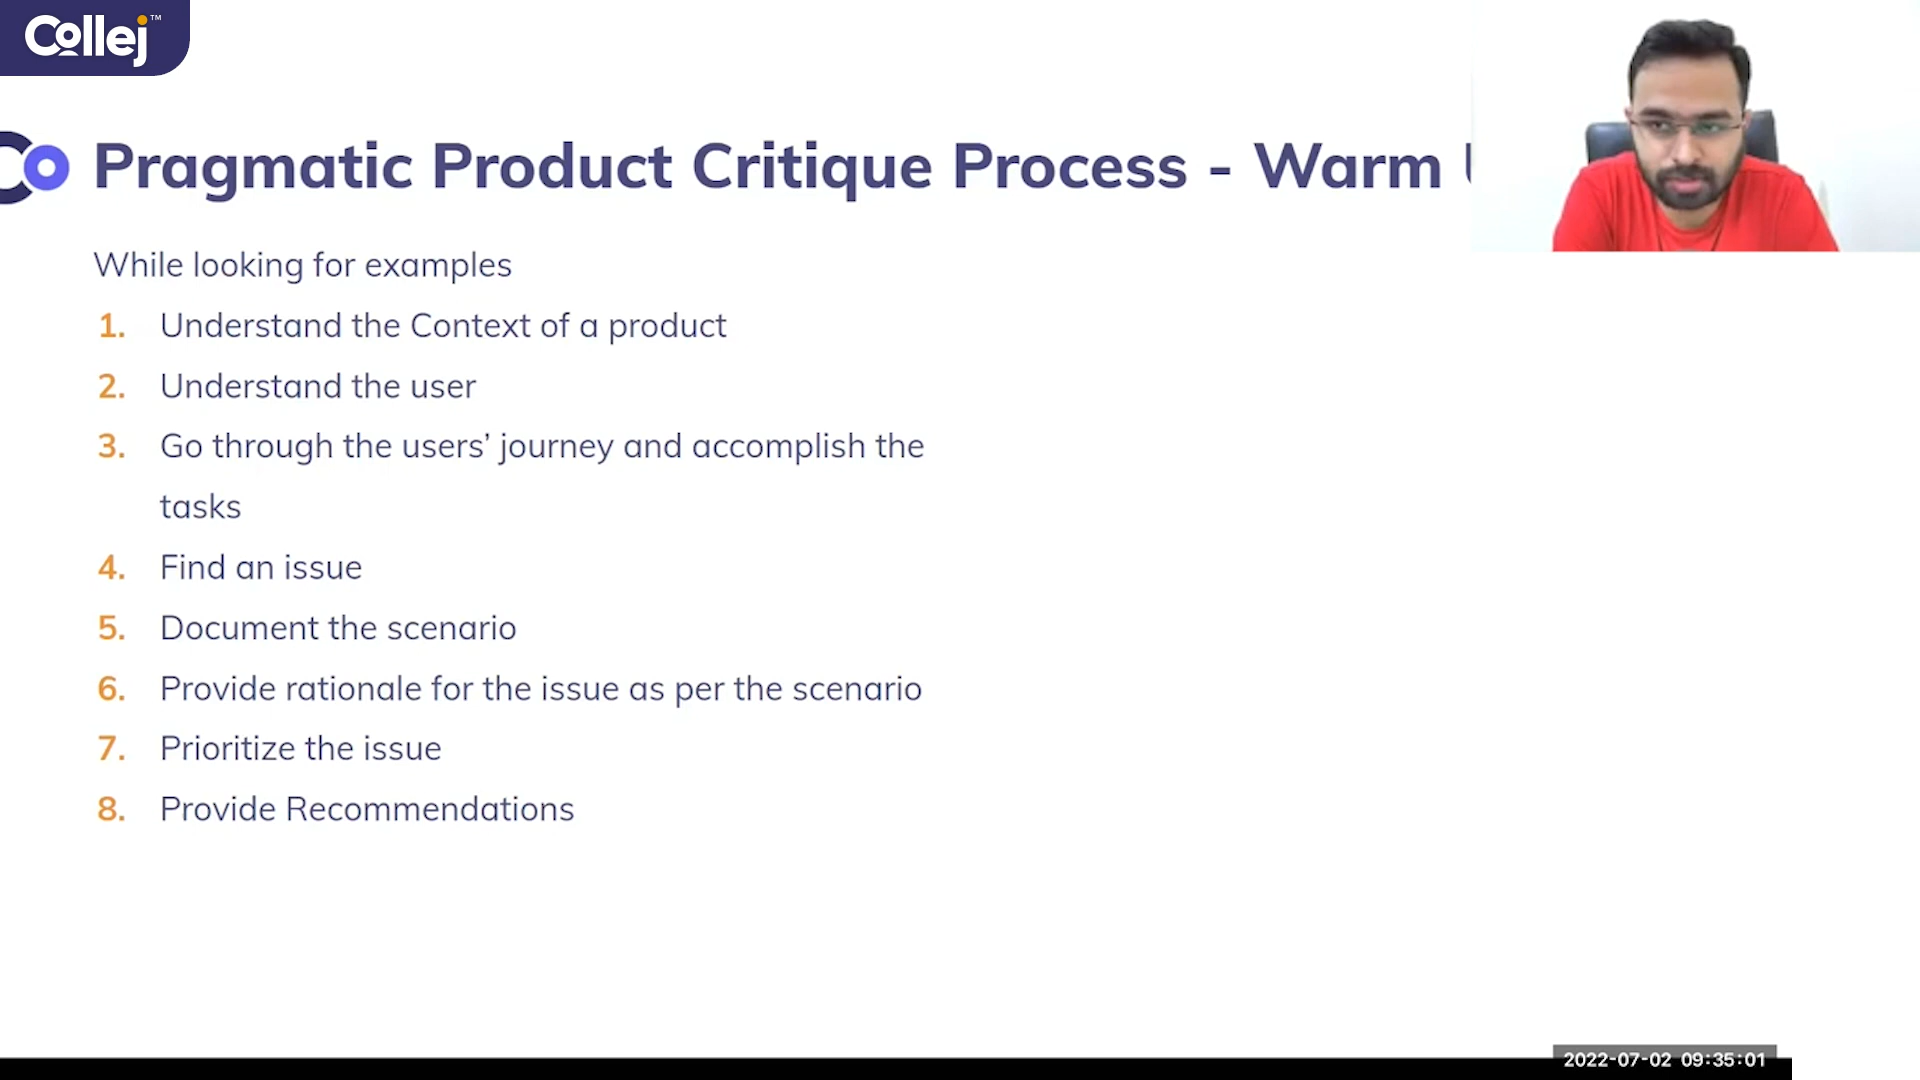 Collej™
Co Pragmatic Product Critique Process - Warm
While looking for examples
1. Understand the Context of a product
2. Understand the user
3. Go through the users’ journey and accomplish the
tasks
4. Find an issue
5. Document the scenario
6. Provide rationale for the issue as per the scenario
7. Prioritize the issue
8. Provide Recommendations
2022-07-02 09:35:01